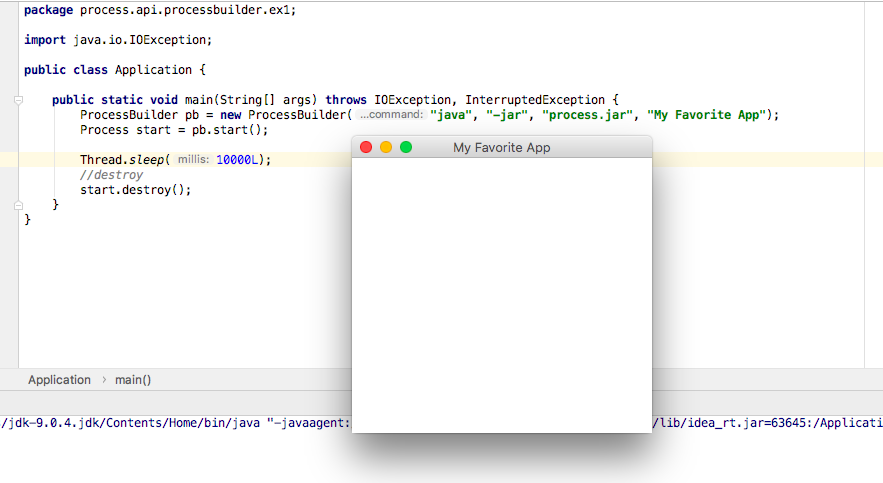 package process.api.processbuilder.ex1;
import java.io.IOException;
public class Application {
public static void main(String[] args) throws IOException, InterruptedException {
ProcessBuilder pb = new ProcessBuilder( ...command: "java", "-jar", "process.jar", "My Favorite App");
Process start = pb.start();
Thread.sleep( millis: 10000L);
//destroy
start.destroy();
}
}
My Favorite App
Application › main()
/jdk-9.0.4.jdk/Contents/Home/bin/java "-javaagent: /lib/idea_rt.jar=63645:/Applicati